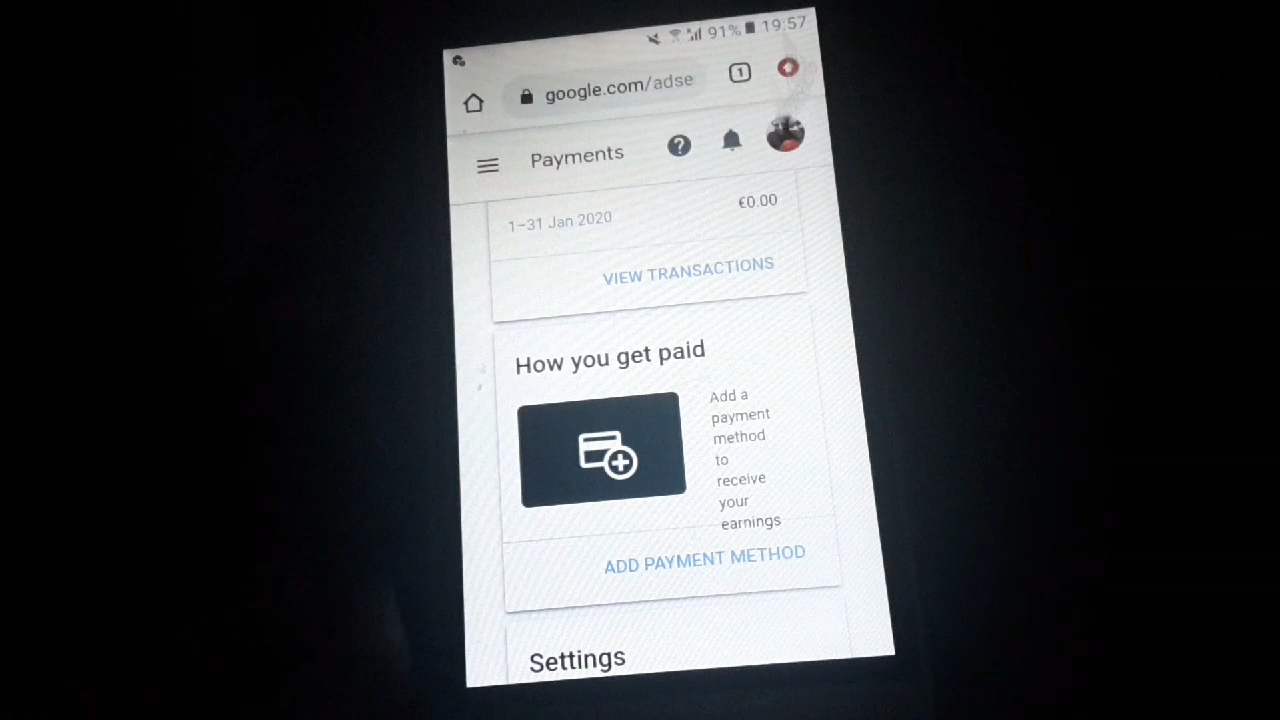 91% 19:57
google.com/adse
1
Payments
1–31 Jan 2020
€0.00
VIEW TRANSACTIONS
How you get paid
Add a
payment
method
to
receive
your
earnings
ADD PAYMENT METHOD
Settings